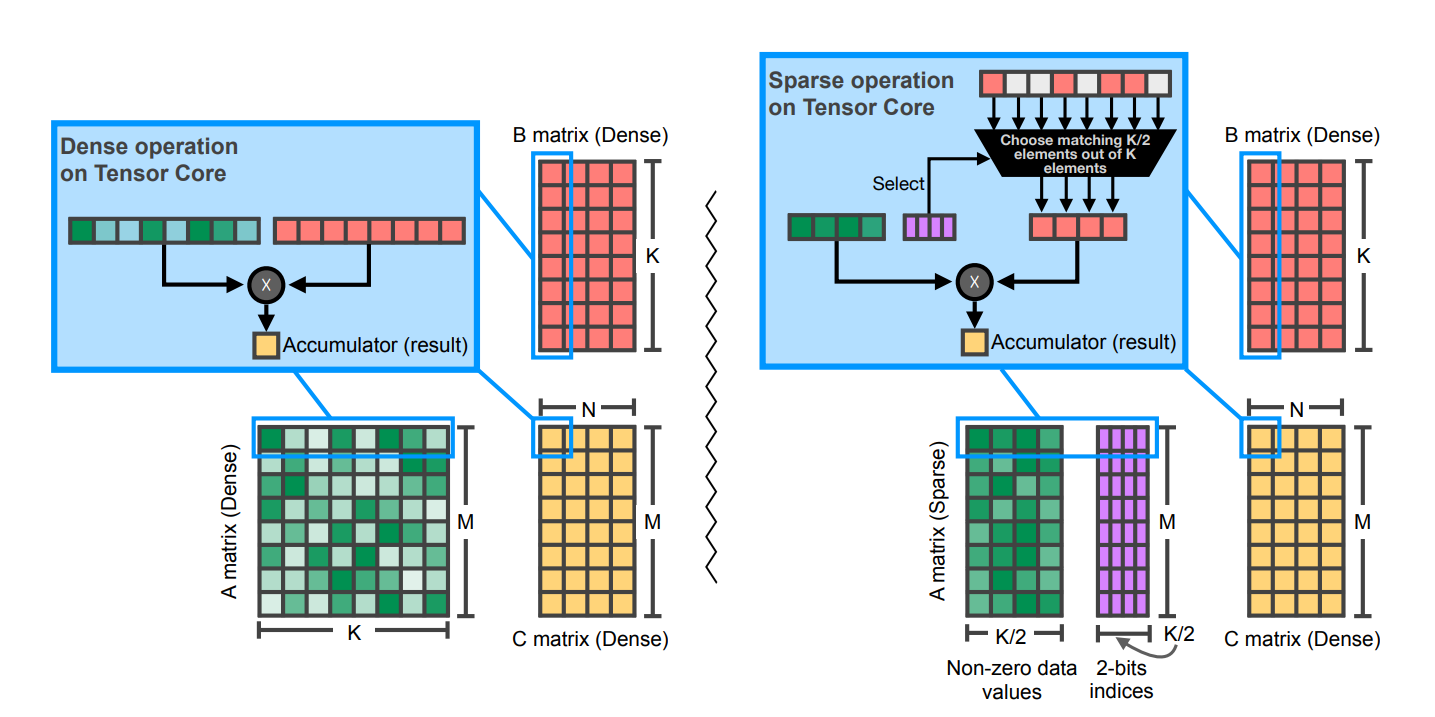 Dense operation
on Tensor Core
X
Accumulator (result)
B matrix (Dense)
K
A matrix (Dense)
M
K
N
M
C matrix (Dense)
Sparse operation
on Tensor Core
Choose matching K/2
elements out of K
elements
Select
X
Accumulator (result)
B matrix (Dense)
K
A matrix (Sparse)
M
K/2
Non-zero data
values
K/2
2-bits
indices
N
M
C matrix (Dense)